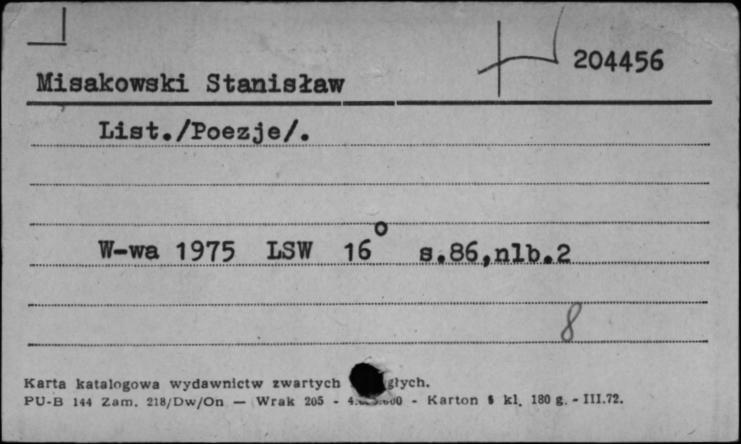 204456
Misakowski Stanisław
List./Poezje/.
W-wa 1975 LSW 16° s.86,nlb.2
8
Karta katalogowa wydawnictw zwartych
PU-B 144 Zam. 218/Dw/On — Wrak 205 - Karton kl. 180 g. - III.72.